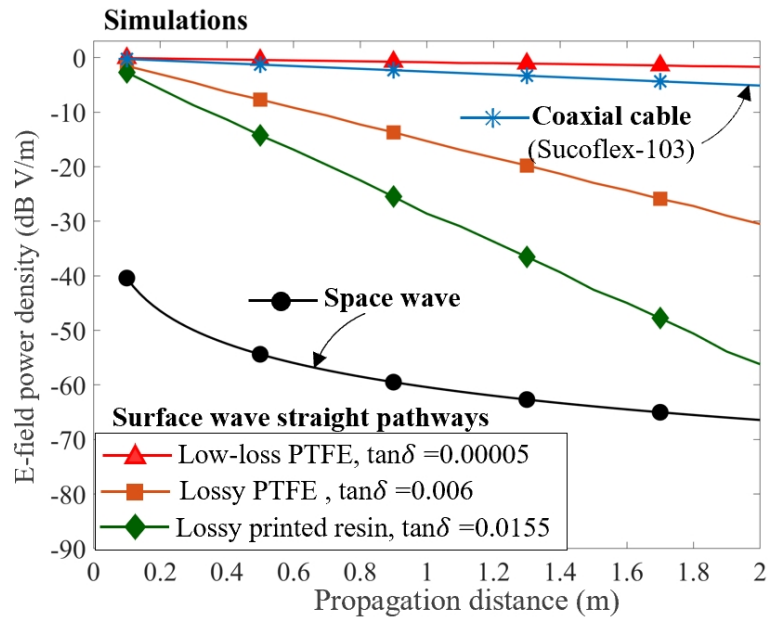 Simulations
E-field power density (dB V/m)
0
-10
-20
-30
-40
-50
-60
-70
-80
-90
Coaxial cable
(Sucoflex-103)
Space wave
Surface wave straight pathways
Low-loss PTFE, tanδ =0.00005
Lossy PTFE , tanδ =0.006
Lossy printed resin, tanδ =0.0155
0 0.2 0.4 0.6 0.8 1 1.2 1.4 1.6 1.8 2
Propagation distance (m)